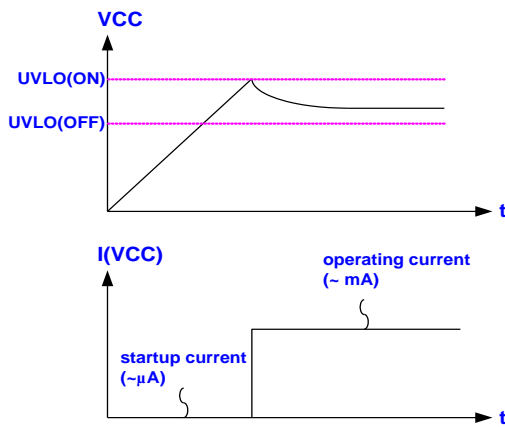 VCC
UVLO(ON)
UVLO(OFF)
t
I(VCC)
operating current
(~ mA)
startup current
(~μA)
t